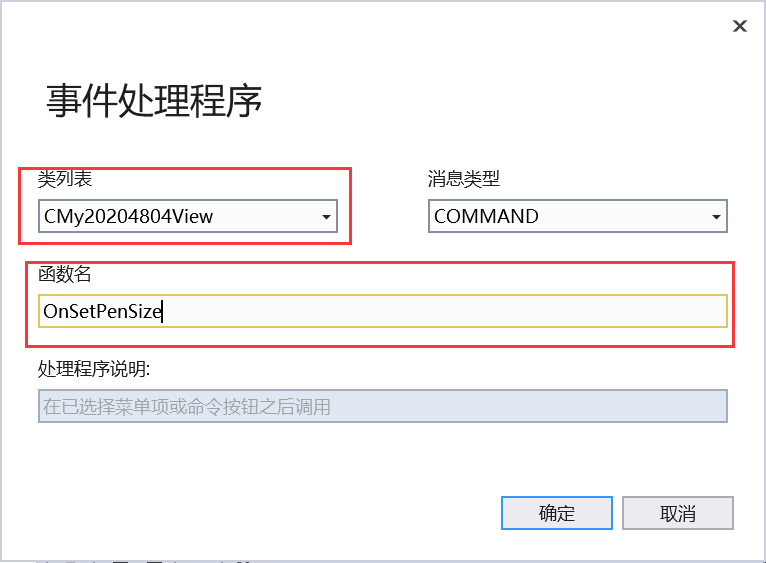 事件处理程序
类列表
消息类型
CMy20204804View
COMMAND
函数名
OnSetPenSize
处理程序说明:
在已选择菜单项或命令按钮之后调用
确定
取消